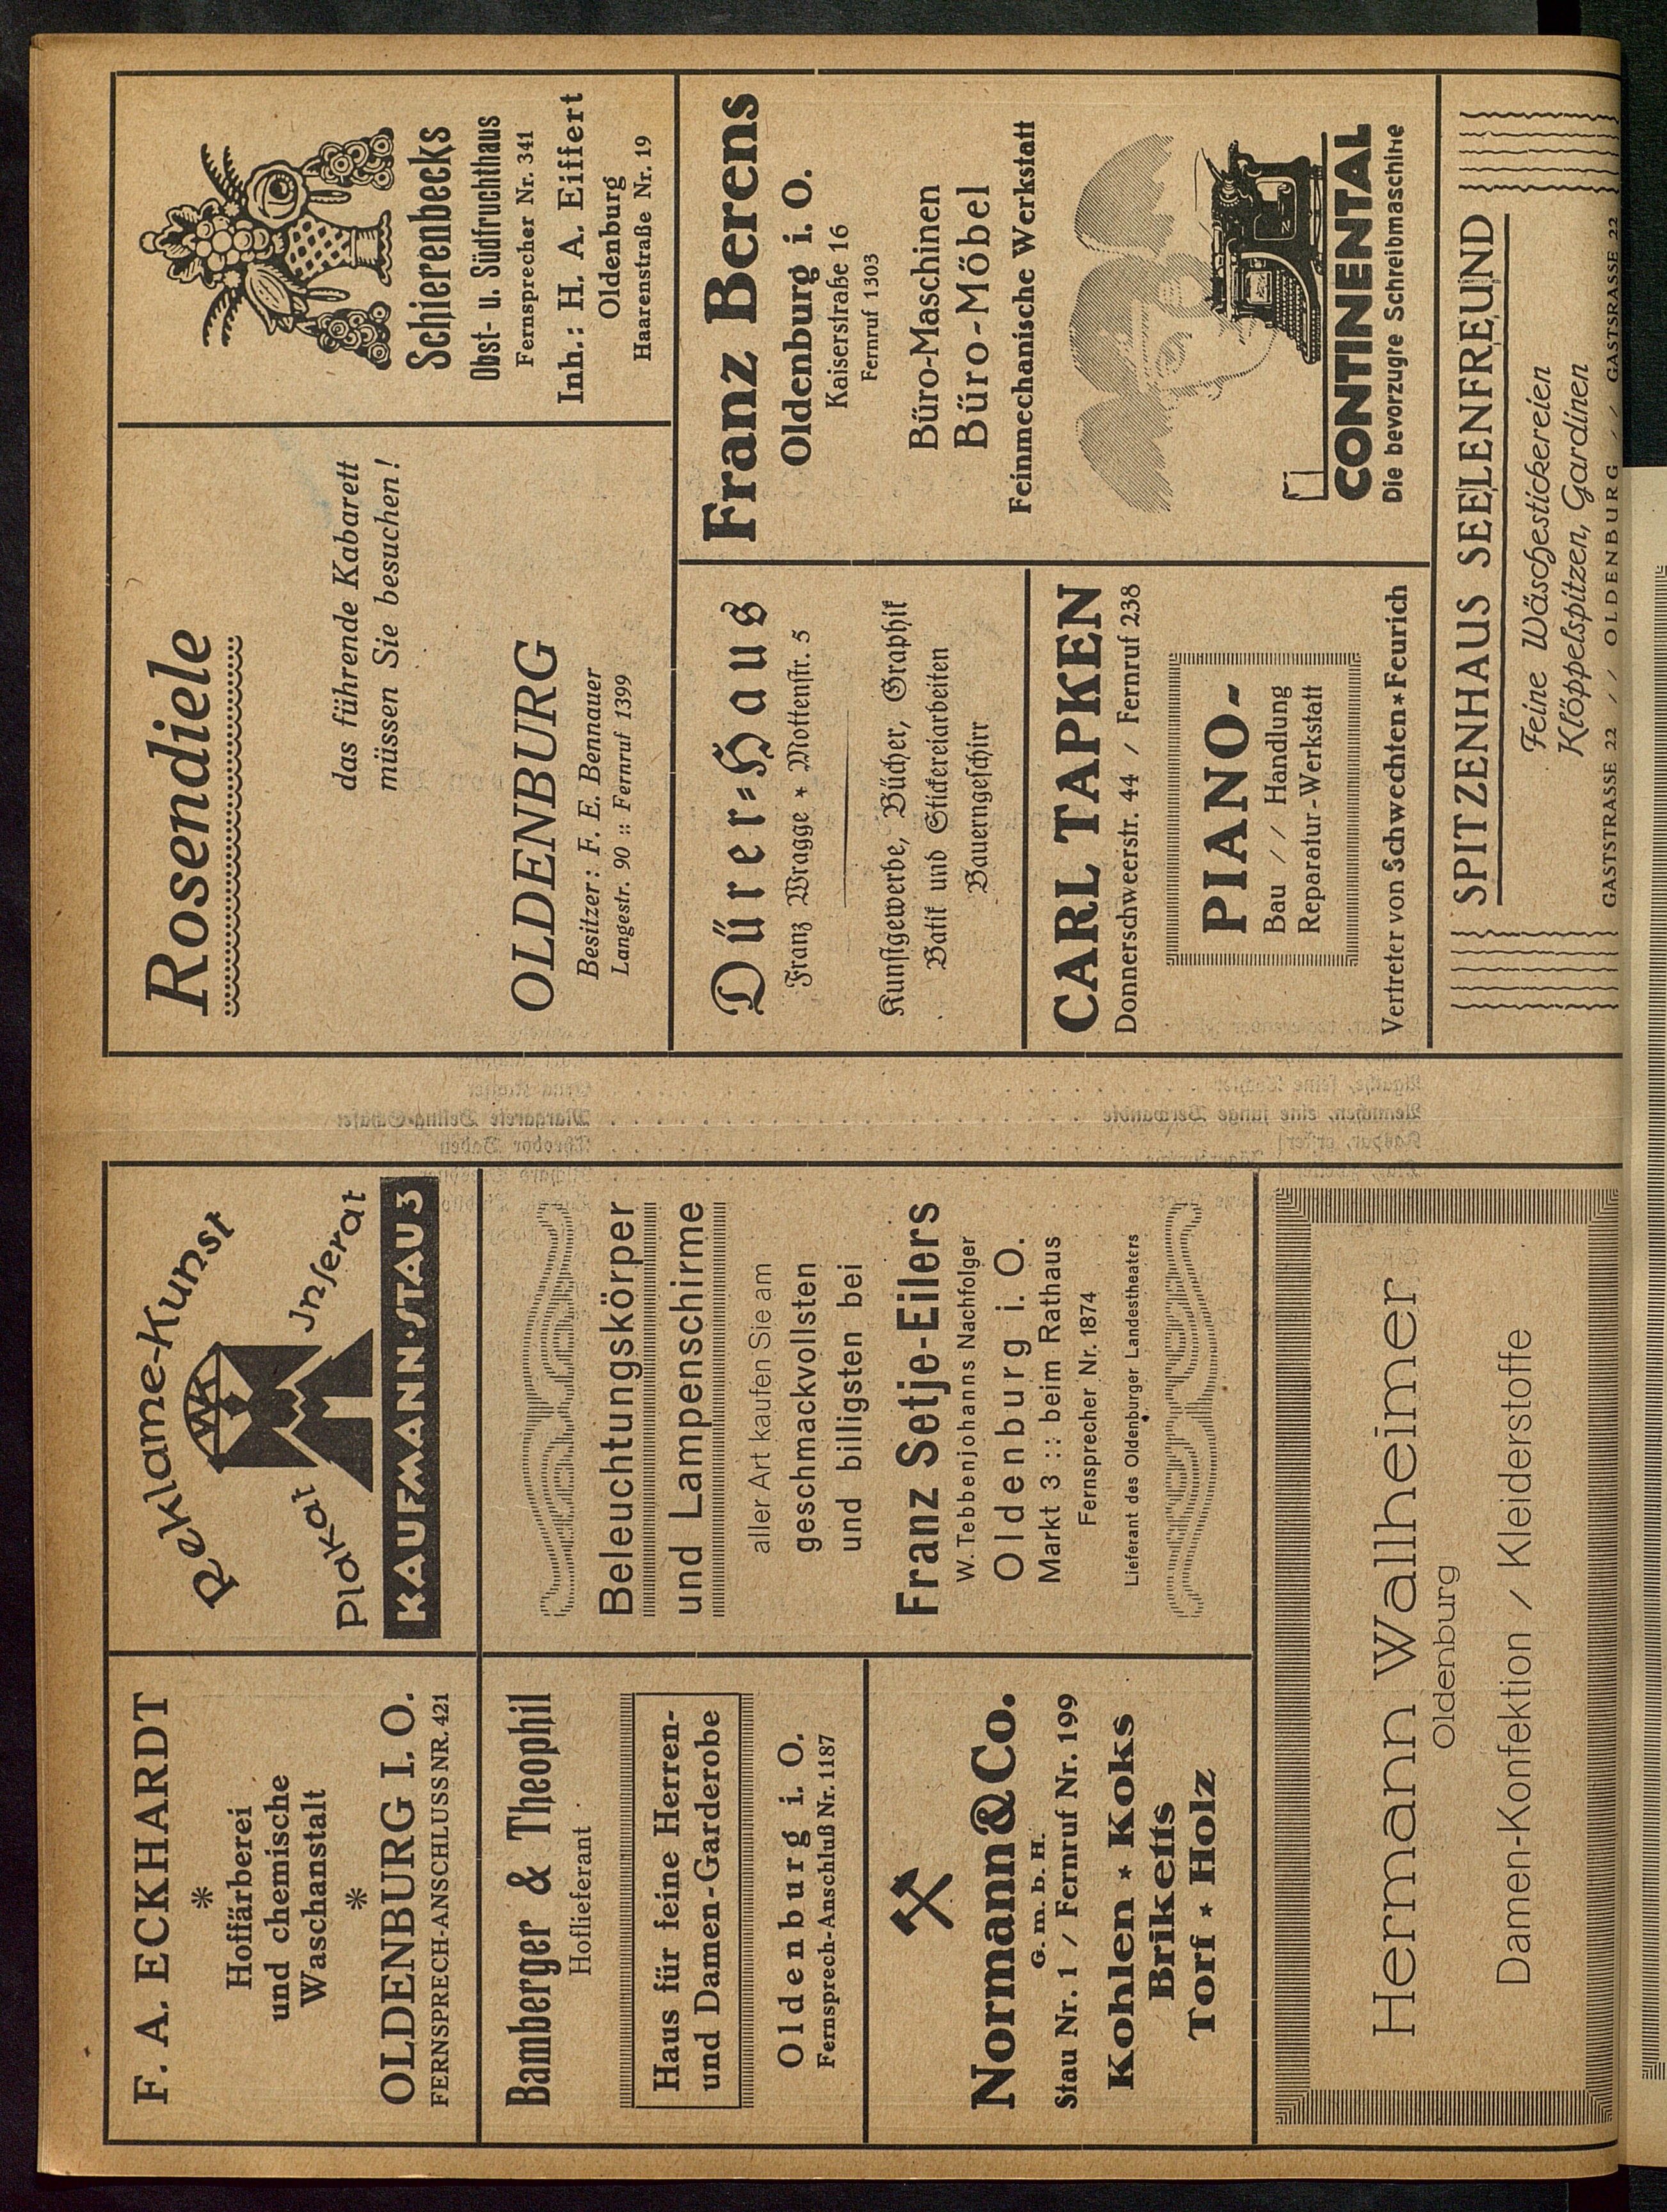 F. A. ECKHARDT
*
Hoffärberei
und chemische
Waschanstalt
*
OLDENBURG I. O.
FERNSPRECH-ANSCHLUSS NR. 421
Reklame-Kunst
WK
Plakat
Inserat
KAUFMANN·STAU 3
Bamberger & Theophil
Hoflieferant
Haus für feine Herren-
und Damen-Garderobe
Oldenburg i. O.
Fernsprech-Anschluß Nr. 1187
Normann & Co.
G. m. b. H.
Stau Nr. 1 / Fernruf Nr. 199
Kohlen * Koks
Briketts
Torf * Holz
Beleuchtungskörper
und Lampenschirme
aller Art kaufen Sie am
geschmackvollsten
und billigsten bei
Franz Setje-Eilers
W. Tebbenjohanns Nachfolger
Oldenburg i. O.
Markt 3 :: beim Rathaus
Fernsprecher Nr. 1874
Lieferant des Oldenburger Landestheaters
Hermann Wallheimer
Oldenburg
Damen-Konfektion / Kleiderstoffe
Rosendiele
das führende Kabarett
müssen Sie besuchen!
OLDENBURG
Besitzer: F. E. Bennauer
Langestr. 90 :: Fernruf 1399
Schierenbecks
Obst- u. Südfruchthaus
Fernsprecher Nr. 341
Inh.: H. A. Eiffert
Oldenburg
Haarenstraße Nr. 19
Dürer-Haus
Franz Wragge * Mottenstr. 5
Kunstgewerbe, Bücher, Graphik
Batik und Stickereiarbeiten
Bauerngeschirr
CARL TAPKEN
Donnerschweerstr. 44 / Fernruf 238
PIANO-
Bau // Handlung
Reparatur-Werkstatt
Vertreter von Schwechten*Feurich
Franz Berens
Oldenburg i. O.
Kaiserstraße 16
Fernruf 1303
Büro-Maschinen
Büro-Möbel
Feinmechanische Werkstatt
CONTINENTAL
Die bevorzugte Schreibmaschine
SPITZENHAUS SEELENFREUND
Feine Wäschestickereien
Klöppelspitzen, Gardinen
GASTSTRASSE 22 // OLDENBURG // GASTSRASSE 22